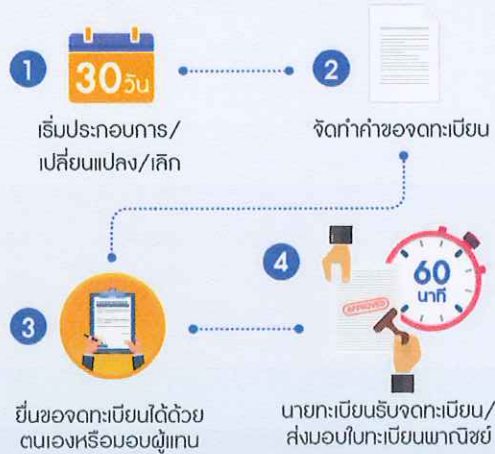 1
30 วัน
เริ่มประกอบการ/
เปลี่ยนแปลง/เลิก
2
จัดทำคำขอจดทะเบียน
3
ยื่นขอจดทะเบียนได้ด้วย
ตนเองหรือมอบผู้แทน
4
APPROVED
60
นาที
นายทะเบียนรับจดทะเบียน/
ส่งมอบใบทะเบียนพาณิชย์